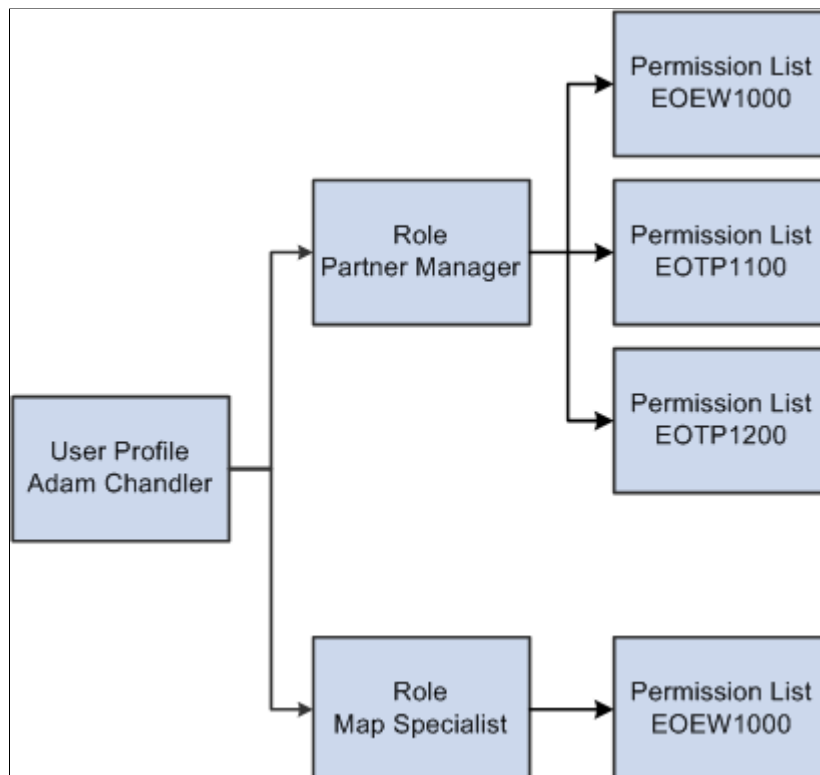 Permission List
EOEW1000
Role
Partner Manager
Permission List
EOTP1100
Permission List
EOTP1200
User Profile
Adam Chandler
Role
Map Specialist
Permission List
EOEW1000